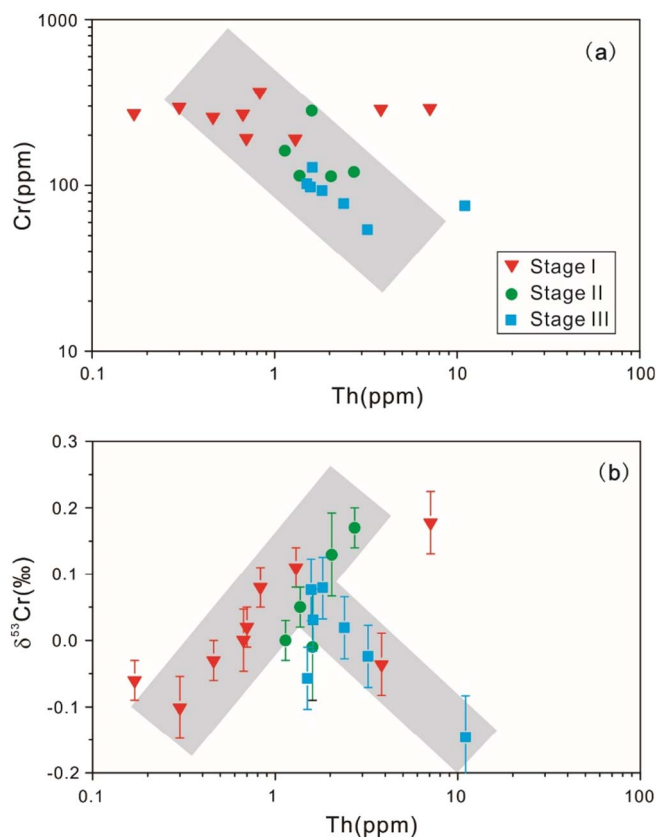 1000
(a)
Cr(ppm)
100
Stage I
Stage II
Stage III
10
0.1 1 10 100
Th(ppm)
0.3
(b)
0.2
0.1
δ53Cr(‰)
0.0
-0.1
-0.2
0.1 1 10 100
Th(ppm)